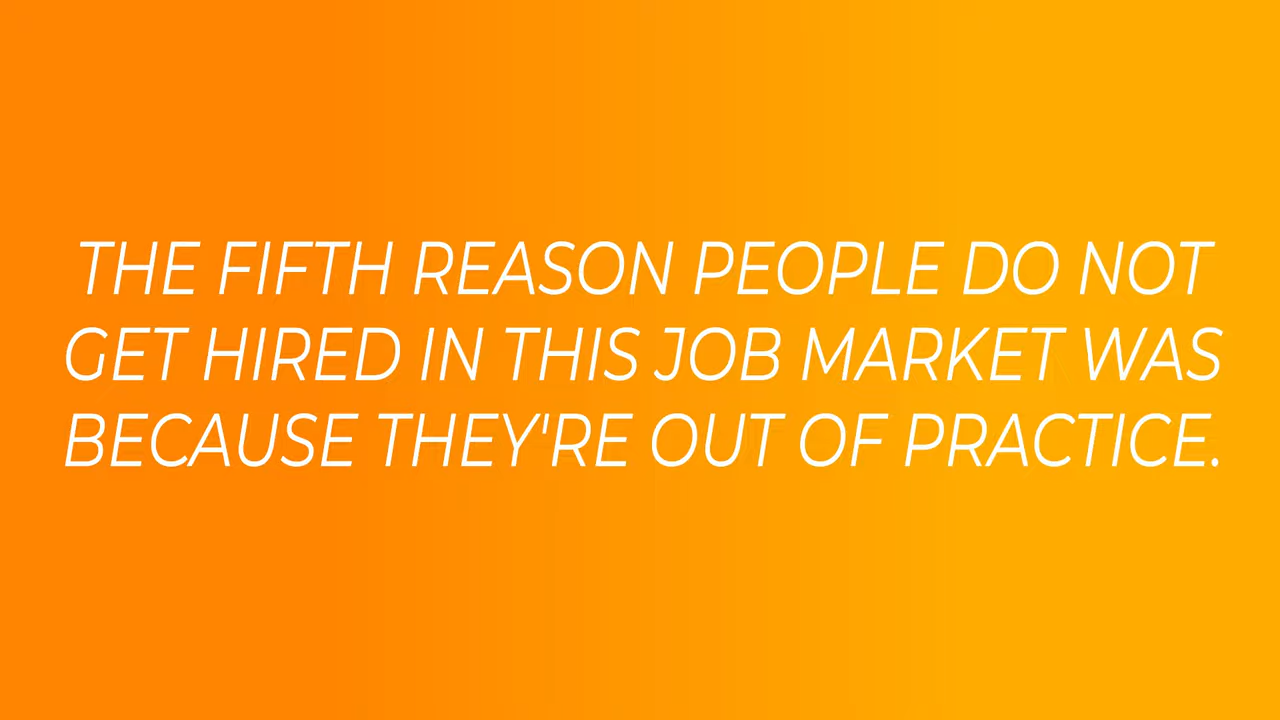 THE FIFTH REASON PEOPLE DO NOT
GET HIRED IN THIS JOB MARKET WAS
BECAUSE THEY'RE OUT OF PRACTICE.